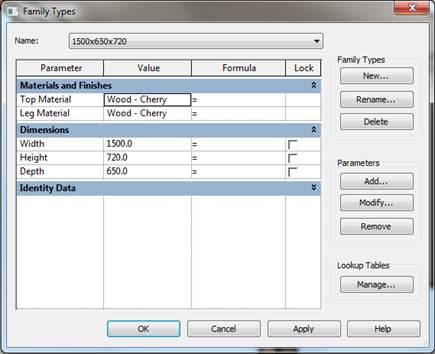 Family Types
Name: 1500x650x720
Parameter Value Formula Lock
Materials and Finishes
Top Material Wood - Cherry =
Leg Material Wood - Cherry =
Dimensions
Width 1500.0 =
Height 720.0 =
Depth 650.0 =
Identity Data
Family Types
New...
Rename...
Delete
Parameters
Add...
Modify...
Remove
Lookup Tables
Manage...
OK Cancel Apply Help